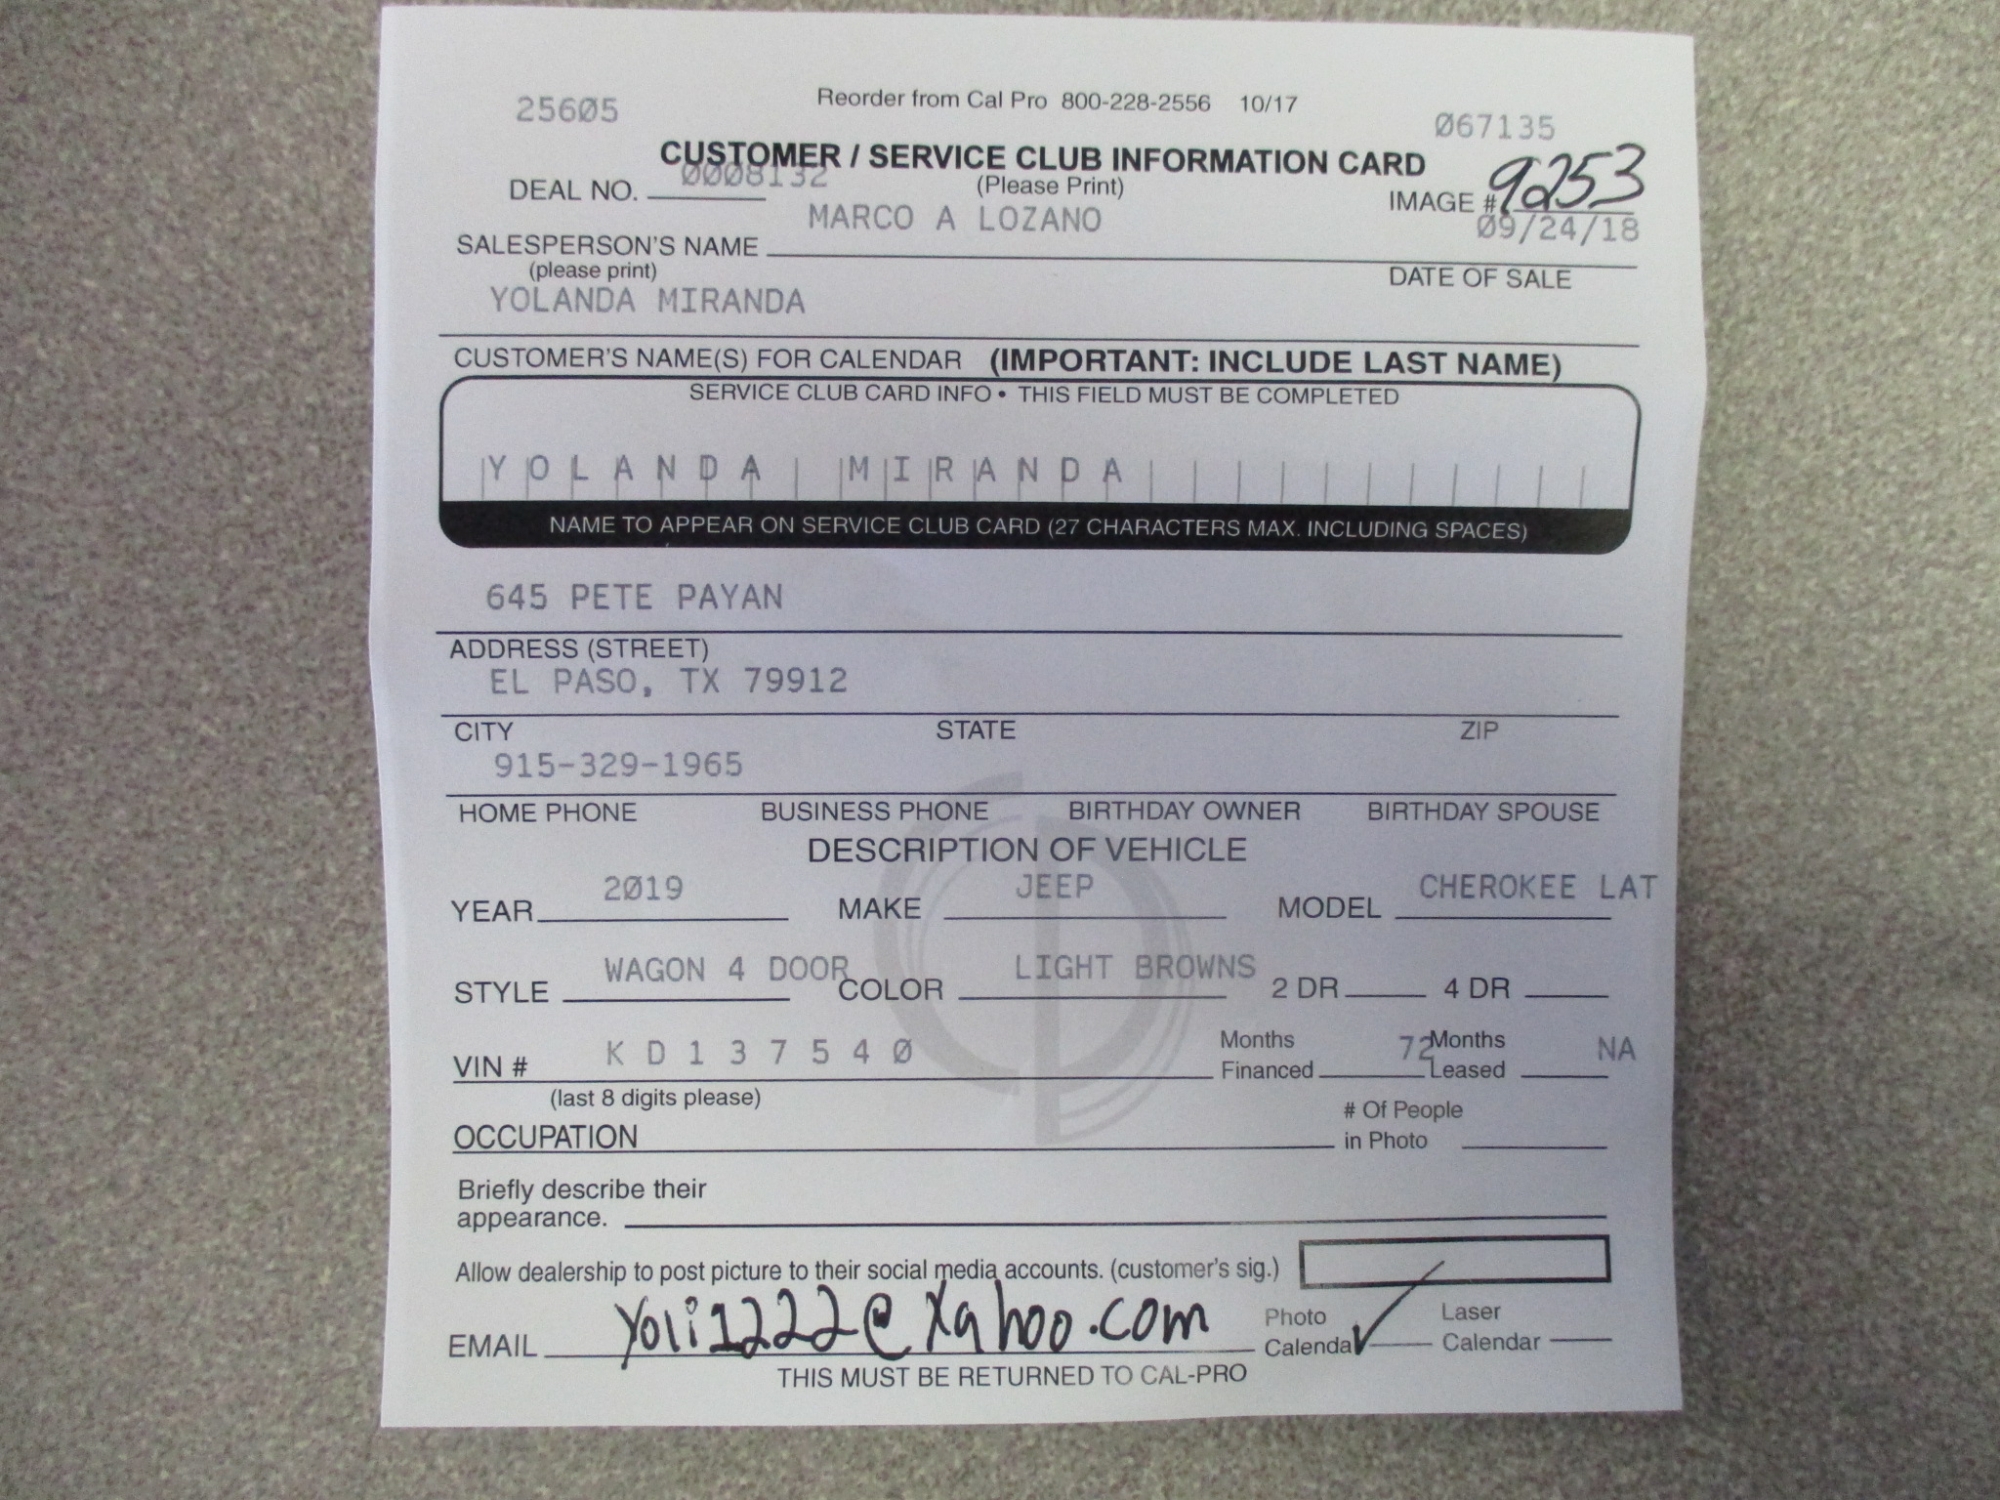 25605 Reorder from Cal Pro 800-228-2556 10/17 067135
CUSTOMER / SERVICE CLUB INFORMATION CARD
DEAL NO. 0008132 (Please Print) IMAGE # 9253
SALESPERSON'S NAME MARCO A LOZANO 09/24/18
(please print) DATE OF SALE
YOLANDA MIRANDA
CUSTOMER'S NAME(S) FOR CALENDAR (IMPORTANT: INCLUDE LAST NAME)
SERVICE CLUB CARD INFO • THIS FIELD MUST BE COMPLETED
YOLANDA MIRANDA
NAME TO APPEAR ON SERVICE CLUB CARD (27 CHARACTERS MAX. INCLUDING SPACES)
645 PETE PAYAN
ADDRESS (STREET)
EL PASO, TX 79912
CITY STATE ZIP
915-329-1965
HOME PHONE BUSINESS PHONE BIRTHDAY OWNER BIRTHDAY SPOUSE
DESCRIPTION OF VEHICLE
YEAR 2019 MAKE JEEP MODEL CHEROKEE LAT
STYLE WAGON 4 DOOR COLOR LIGHT BROWNS 2 DR 4 DR
VIN # K D 1 3 7 5 4 0 Months Financed 72 Months Leased NA
(last 8 digits please)
OCCUPATION # Of People in Photo
Briefly describe their
appearance.
Allow dealership to post picture to their social media accounts. (customer's sig.)
EMAIL Yoli1222@Yahoo.com Photo Calendar ✓ Laser Calendar
THIS MUST BE RETURNED TO CAL-PRO